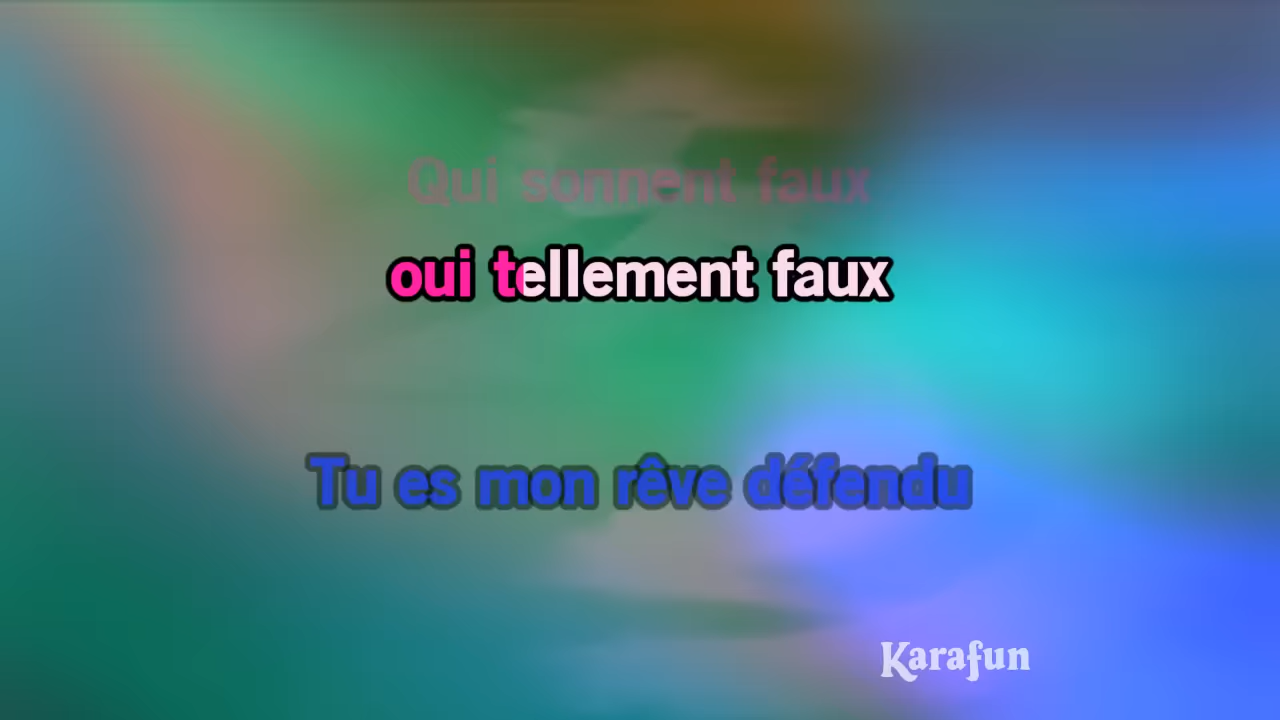 Qui sonnent faux
oui tellement faux
Tu es mon rêve défendu
Karafun